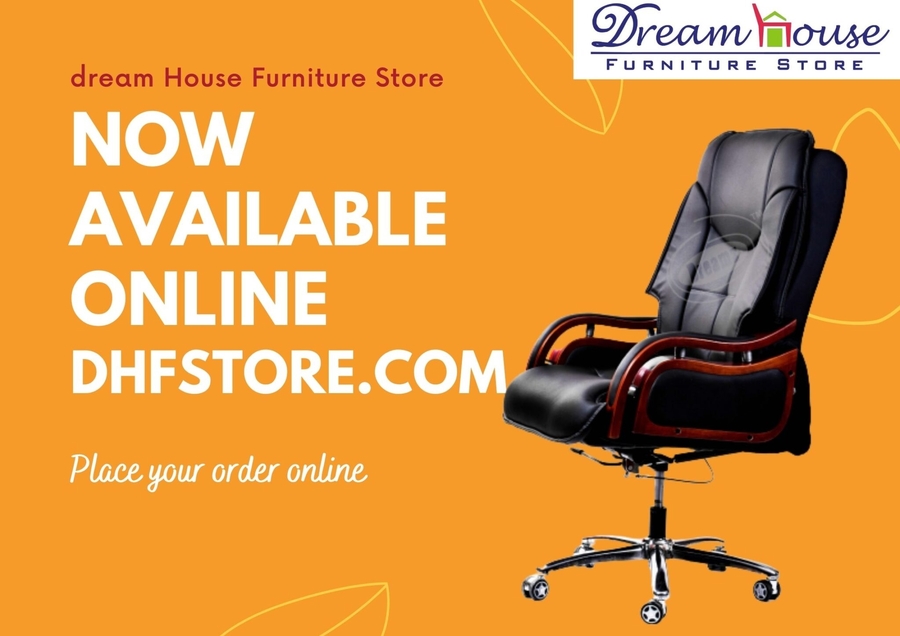 Dream House
FURNITURE STORE
dream House Furniture Store
NOW
AVAILABLE
ONLINE
DHFSTORE.COM
Place your order online